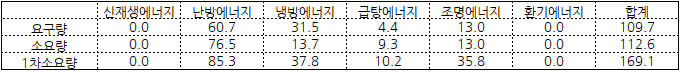 신재생에너지 난방에너지 냉방에너지 급탕에너지 조명에너지 환기에너지 합계
요구량 0.0 60.7 31.5 4.4 13.0 0.0 109.7
소요량 0.0 76.5 13.7 9.3 13.0 0.0 112.6
1차소요량 0.0 85.3 37.8 10.2 35.8 0.0 169.1